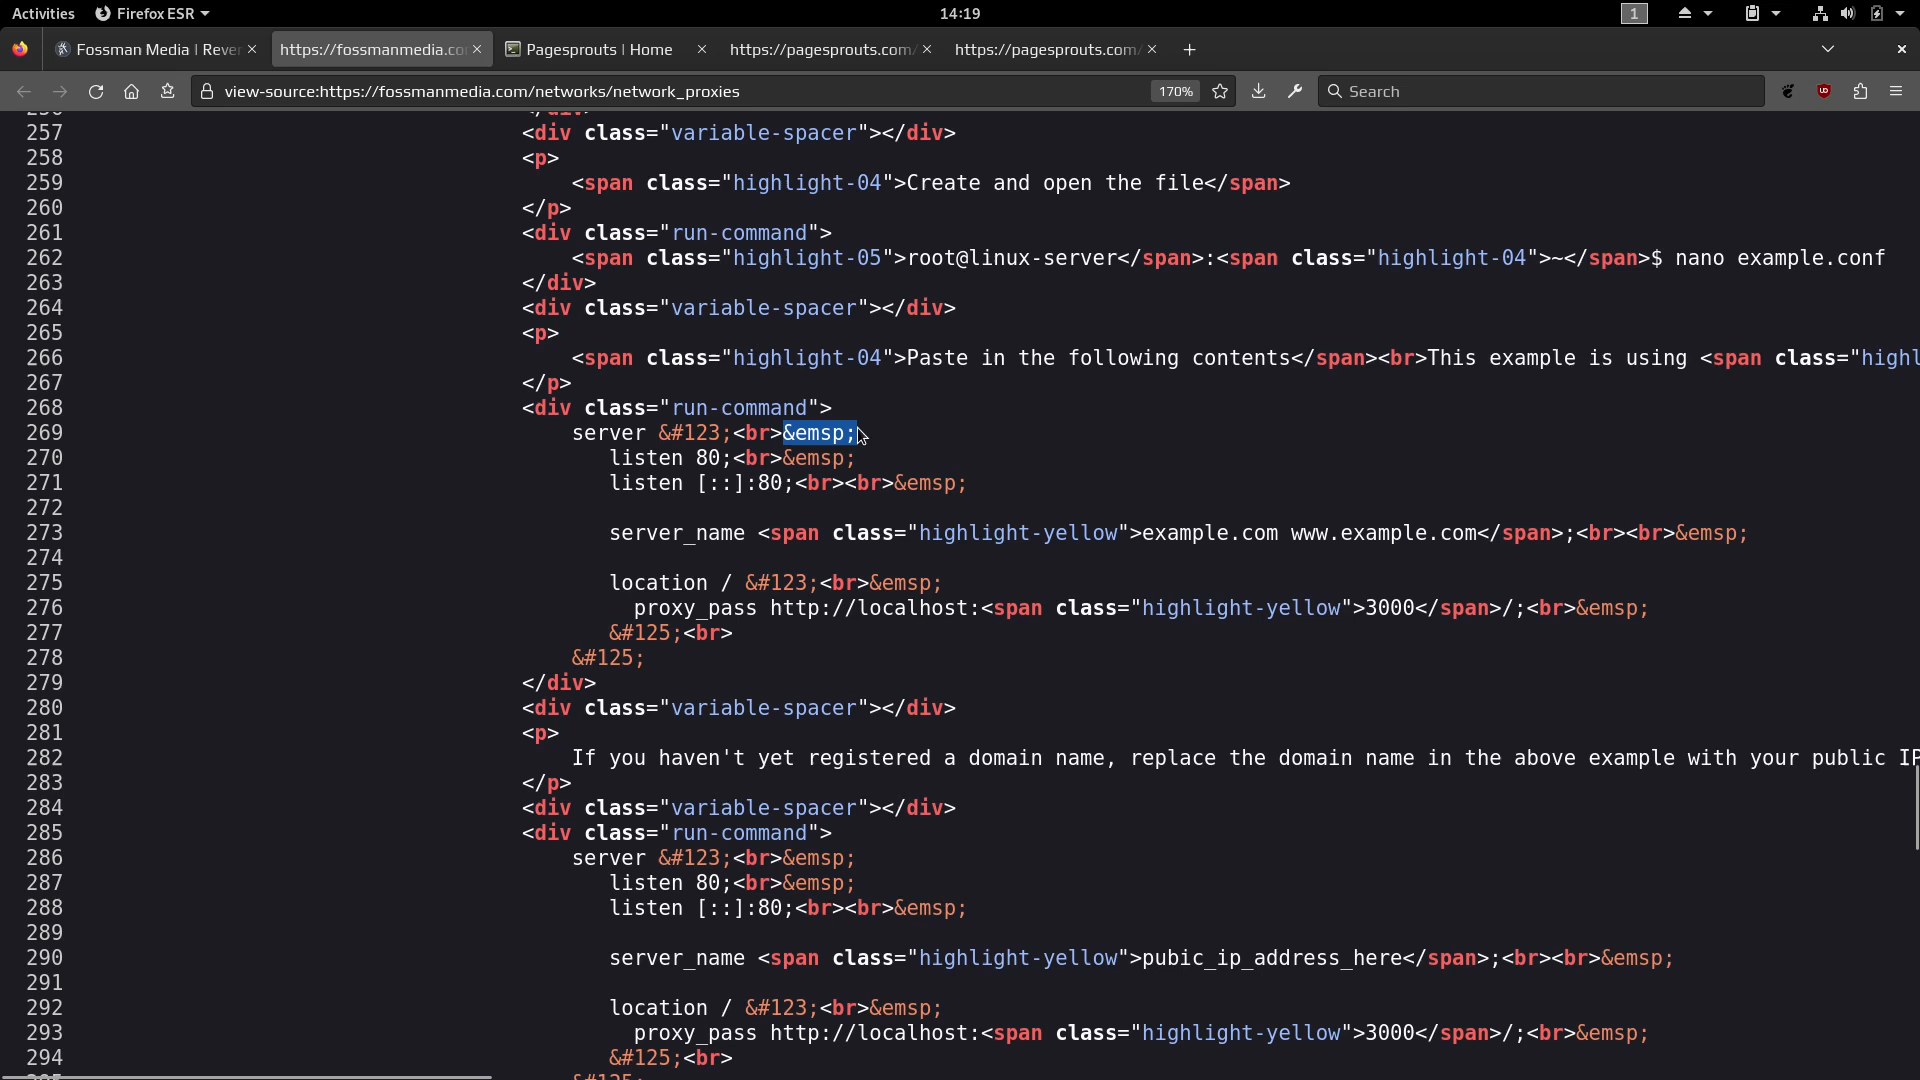 Activities Firefox ESR 14:19 1
Fossman Media | Rever https://fossmanmedia.co Pagesprouts | Home https://pagesprouts.com/ https://pagesprouts.com/
view-source:https://fossmanmedia.com/networks/network_proxies 170% Search
257 <div class="variable-spacer"></div>
258 <p>
259 <span class="highlight-04">Create and open the file</span>
260 </p>
261 <div class="run-command">
262 <span class="highlight-05">root@linux-server</span>:<span class="highlight-04">~</span>$ nano example.conf
263 </div>
264 <div class="variable-spacer"></div>
265 <p>
266 <span class="highlight-04">Paste in the following contents</span><br>This example is using <span class="highl
267 </p>
268 <div class="run-command">
269 server &#123;<br>&emsp;
270 listen 80;<br>&emsp;
271 listen [::]:80;<br><br>&emsp;
272
273 server_name <span class="highlight-yellow">example.com www.example.com</span>;<br><br>&emsp;
274
275 location / &#123;<br>&emsp;
276 proxy_pass http://localhost:<span class="highlight-yellow">3000</span>/;<br>&emsp;
277 &#125;<br>
278 &#125;
279 </div>
280 <div class="variable-spacer"></div>
281 <p>
282 If you haven't yet registered a domain name, replace the domain name in the above example with your public IP
283 </p>
284 <div class="variable-spacer"></div>
285 <div class="run-command">
286 server &#123;<br>&emsp;
287 listen 80;<br>&emsp;
288 listen [::]:80;<br><br>&emsp;
289
290 server_name <span class="highlight-yellow">pubic_ip_address_here</span>;<br><br>&emsp;
291
292 location / &#123;<br>&emsp;
293 proxy_pass http://localhost:<span class="highlight-yellow">3000</span>/;<br>&emsp;
294 &#125;<br>